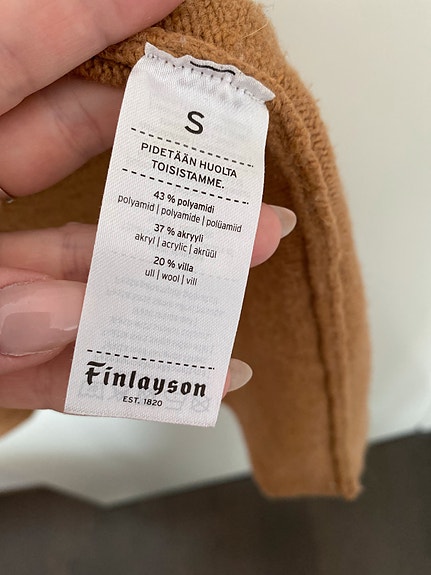 S
PIDETÄÄN HUOLTA
TOISISTAMME.
43 % polyamidi
polyamid | polyamide | polüamiid
37 % akryyli
akryl | acrylic | akrüül
20 % villa
ull | wool | vill
Finlayson
EST. 1820